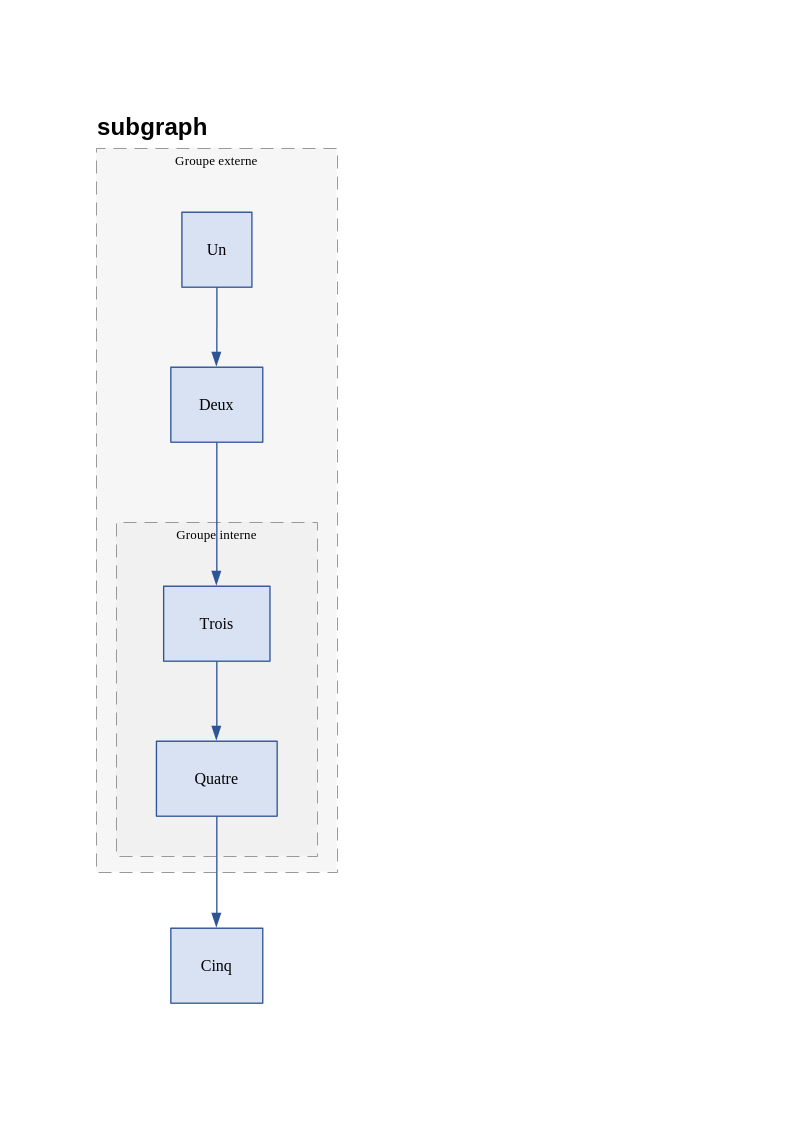 subgraph
Groupe externe
Un
Deux
Groupe interne
Trois
Quatre
Cinq